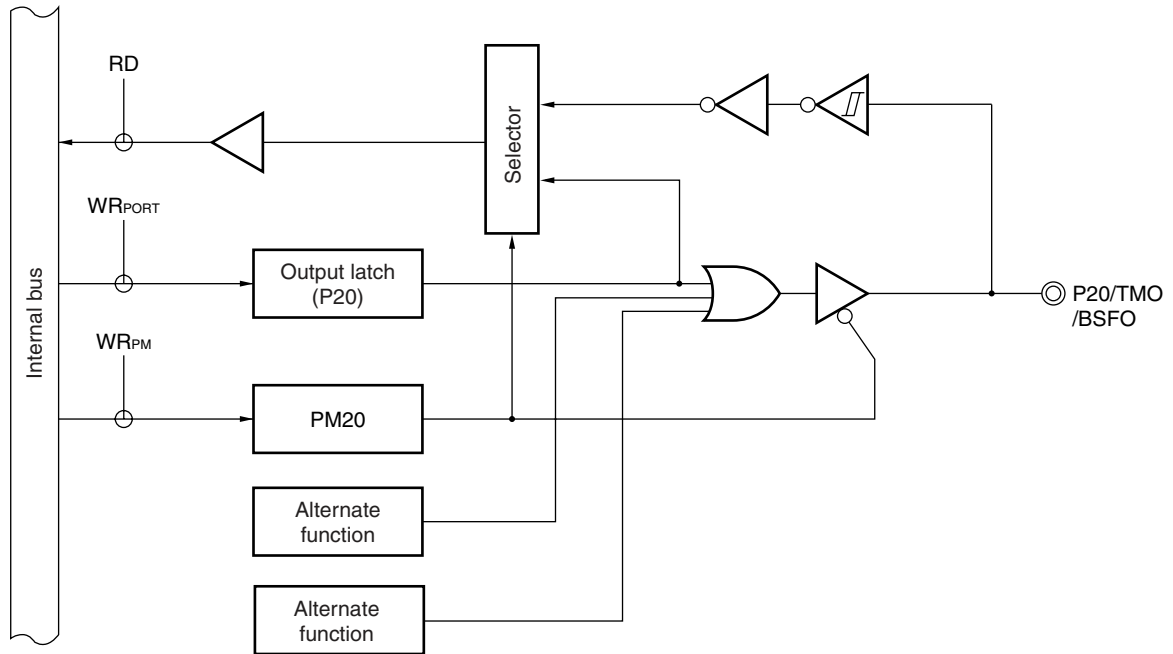 RD
Selector
WRPORT
Output latch
(P20)
P20/TMO
/BSFO
Internal bus
WRPM
PM20
Alternate
function
Alternate
function